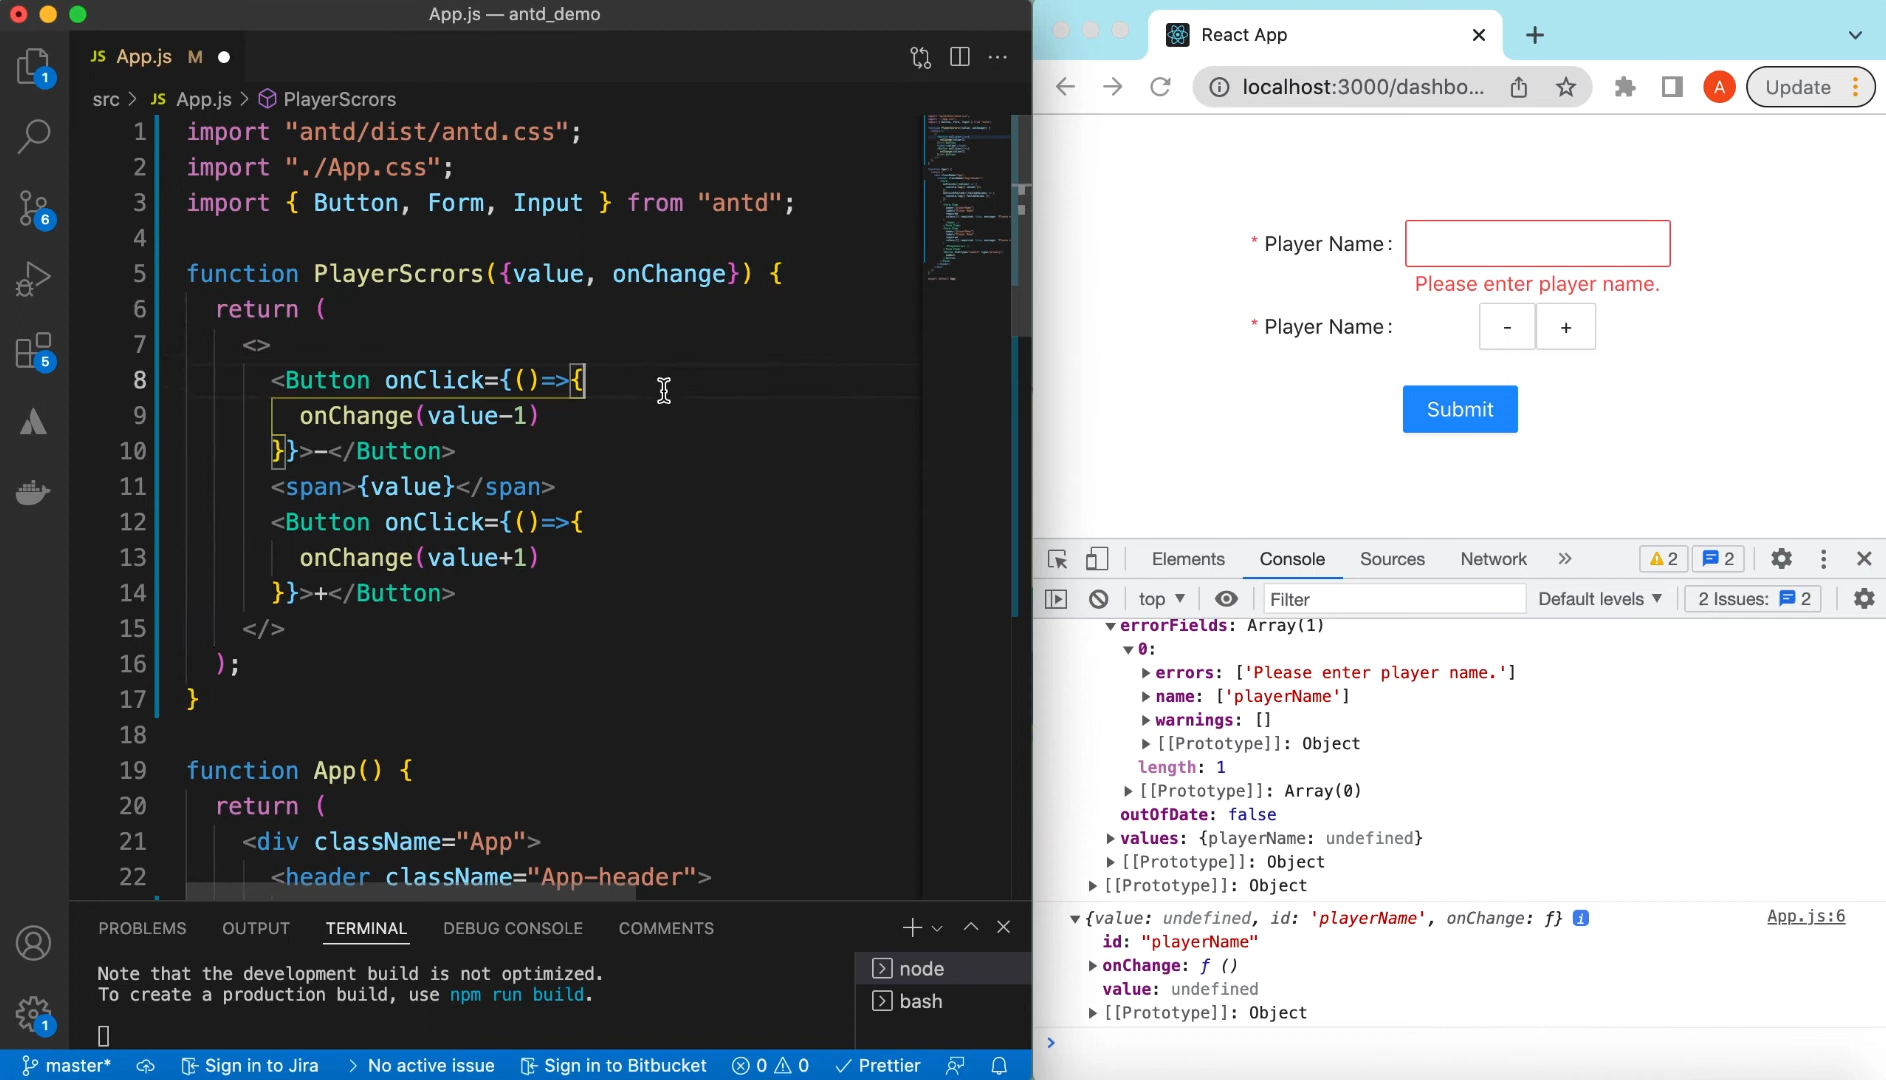 App.js — antd_demo
JS App.js M
src > JS App.js > PlayerScrors
1 import "antd/dist/antd.css";
2 import "./App.css";
3 import { Button, Form, Input } from "antd";
4
5 function PlayerScrors({value, onChange}) {
6 return (
7 <>
8 <Button onClick={()=>{
9 onChange(value-1)
10 }}>-</Button>
11 <span>{value}</span>
12 <Button onClick={()=>{
13 onChange(value+1)
14 }}>+</Button>
15 </>
16 );
17 }
18
19 function App() {
20 return (
21 <div className="App">
22 <header className="App-header">
1
6
5
1
PROBLEMS OUTPUT TERMINAL DEBUG CONSOLE COMMENTS
Note that the development build is not optimized.
To create a production build, use npm run build.
node
bash
master* Sign in to Jira > No active issue Sign in to Bitbucket 0 0 Prettier
React App
localhost:3000/dashbo...
A
Update
* Player Name:
Please enter player name.
* Player Name: - +
Submit
Elements Console Sources Network » 2 2
top ▼ Filter Default levels ▼ 2 Issues: 2
▼errorFields: Array(1)
▼0:
▶errors: ['Please enter player name.']
▶name: ['playerName']
▶warnings: []
▶[[Prototype]]: Object
length: 1
▶[[Prototype]]: Array(0)
outOfDate: false
▶values: {playerName: undefined}
▶[[Prototype]]: Object
▶[[Prototype]]: Object
▼{value: undefined, id: 'playerName', onChange: ƒ} i App.js:6
id: "playerName"
▶onChange: ƒ ()
value: undefined
▶[[Prototype]]: Object
>